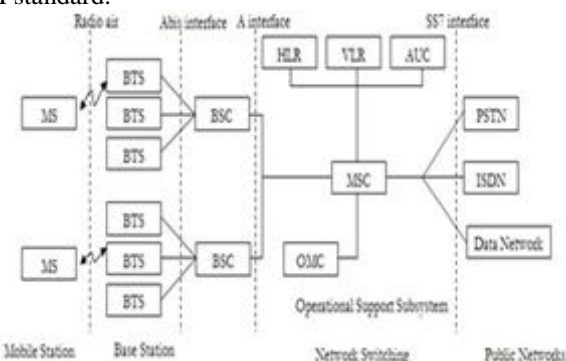 standard.
Radio air Abis interface A interface SS7 interface
HLR VLR AUC
BTS
MS BTS BSC PSTN
BTS
MSC ISDN
BTS
MS BTS BSC OMC Data Network
BTS
Operational Support Subsystem
Mobile Station Base Station Network Switching Public Networks